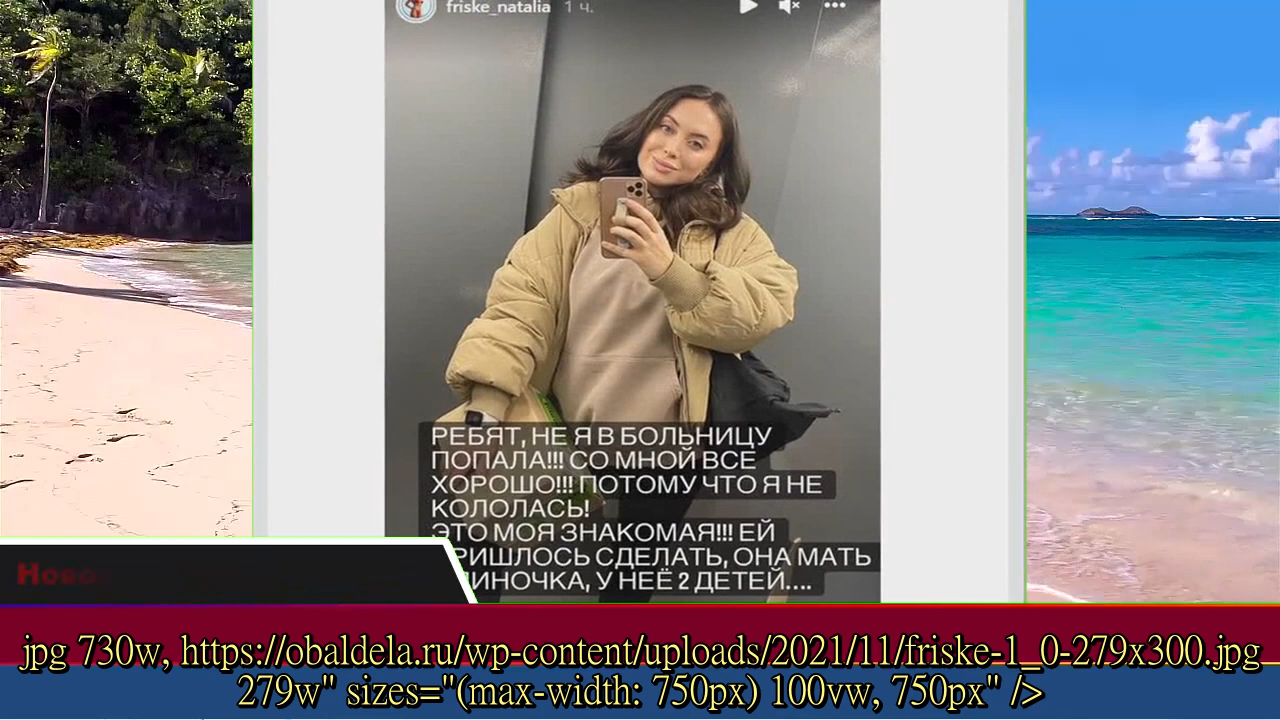 friske_natalia 1 ч.
РЕБЯТ, НЕ Я В БОЛЬНИЦУ
ПОПАЛА!!! СО МНОЙ ВСЕ
ХОРОШО!!! ПОТОМУ ЧТО Я НЕ
КОЛОЛАСЬ!
ЭТО МОЯ ЗНАКОМАЯ!!! ЕЙ
РИШЛОСЬ СДЕЛАТЬ, ОНА МАТЬ
ИНОЧКА, У НЕЁ 2 ДЕТЕЙ....
jpg 730w, https://obaldela.ru/wp-content/uploads/2021/11/friske-1_0-279x300.jpg
279w" sizes="(max-width: 750px) 100vw, 750px" />